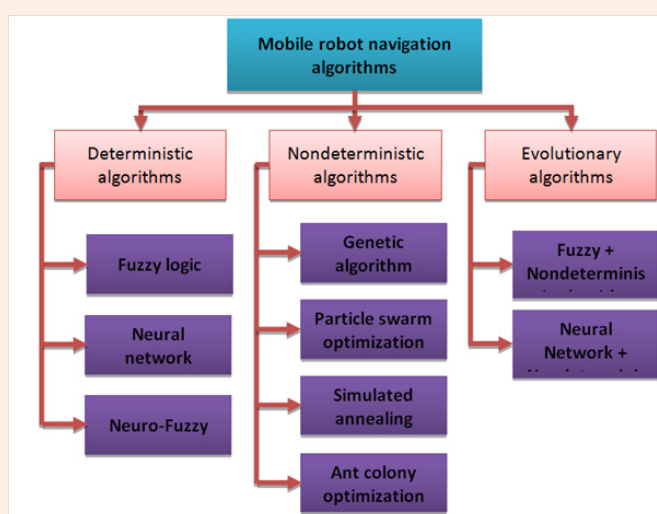 Mobile robot navigation
algorithms
Deterministic
algorithms
Fuzzy logic
Neural
network
Neuro-Fuzzy
Nondeterministic
algorithms
Genetic
algorithm
Particle swarm
optimization
Simulated
annealing
Ant colony
optimization
Evolutionary
algorithms
Fuzzy +
Nondeterminis
Neural
Network +